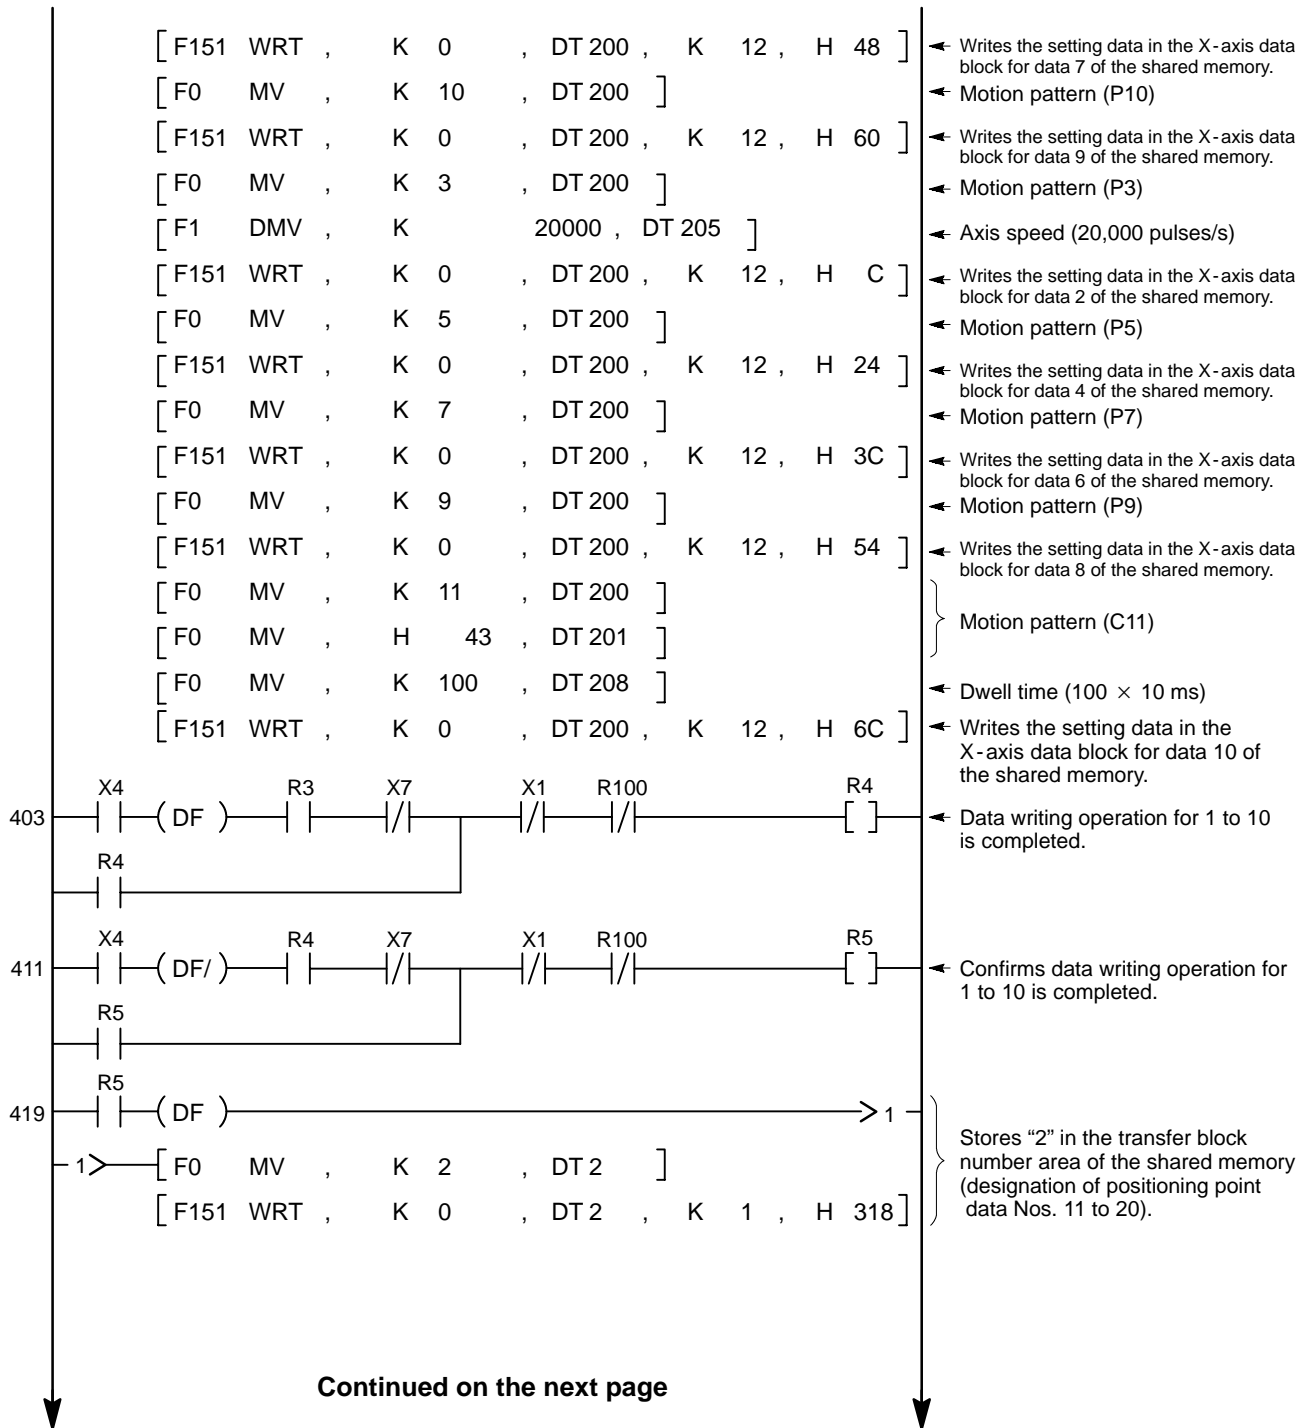 [ F151 WRT , K 0 , DT 200 , K 12 , H 48 ] Writes the setting data in the X-axis data
block for data 7 of the shared memory.
[ F0 MV , K 10 , DT 200 ] Motion pattern (P10)
[ F151 WRT , K 0 , DT 200 , K 12 , H 60 ] Writes the setting data in the X-axis data
block for data 9 of the shared memory.
[ F0 MV , K 3 , DT 200 ] Motion pattern (P3)
[ F1 DMV , K 20000 , DT 205 ] Axis speed (20,000 pulses/s)
[ F151 WRT , K 0 , DT 200 , K 12 , H C ] Writes the setting data in the X-axis data
block for data 2 of the shared memory.
[ F0 MV , K 5 , DT 200 ] Motion pattern (P5)
[ F151 WRT , K 0 , DT 200 , K 12 , H 24 ] Writes the setting data in the X-axis data
block for data 4 of the shared memory.
[ F0 MV , K 7 , DT 200 ] Motion pattern (P7)
[ F151 WRT , K 0 , DT 200 , K 12 , H 3C ] Writes the setting data in the X-axis data
block for data 6 of the shared memory.
[ F0 MV , K 9 , DT 200 ] Motion pattern (P9)
[ F151 WRT , K 0 , DT 200 , K 12 , H 54 ] Writes the setting data in the X-axis data
block for data 8 of the shared memory.
[ F0 MV , K 11 , DT 200 ]
Motion pattern (C11)
[ F0 MV , H 43 , DT 201 ]
[ F0 MV , K 100 , DT 208 ] Dwell time (100 × 10 ms)
[ F151 WRT , K 0 , DT 200 , K 12 , H 6C ] Writes the setting data in the
X-axis data block for data 10 of
the shared memory.
X4 R3 X7 X1 R100 R4
403 ( DF ) Data writing operation for 1 to 10
is completed.
R4
X4 R4 X7 X1 R100 R5
411 ( DF/ ) Confirms data writing operation for
1 to 10 is completed.
R5
R5
419 ( DF ) > 1
Stores “2” in the transfer block
1 > [ F0 MV , K 2 , DT 2 ] number area of the shared memory
(designation of positioning point
[ F151 WRT , K 0 , DT 2 , K 1 , H 318 ] data Nos. 11 to 20).
Continued on the next page